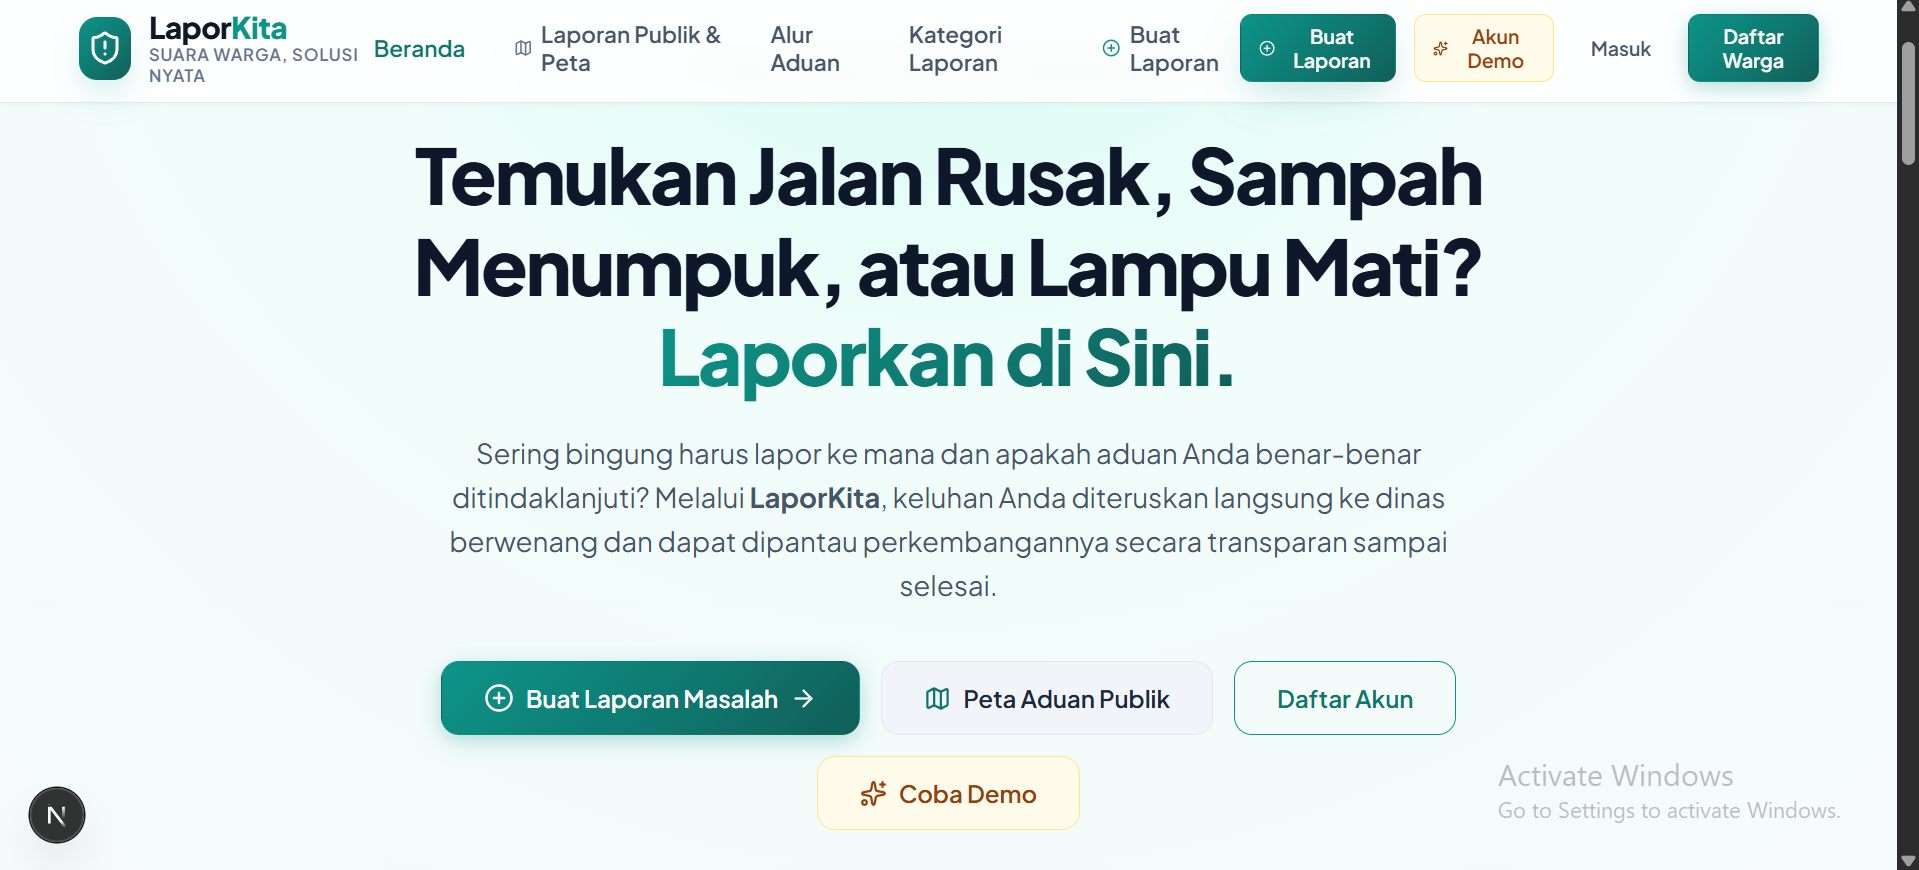 LaporKita
SUARA WARGA, SOLUSI
NYATA
Beranda
Laporan Publik &
Peta
Alur
Aduan
Kategori
Laporan
Buat
Laporan
Buat
Laporan
Akun
Demo
Masuk
Daftar
Warga
Temukan Jalan Rusak, Sampah
Menumpuk, atau Lampu Mati?
Laporkan di Sini.
Sering bingung harus lapor ke mana dan apakah aduan Anda benar-benar
ditindaklanjuti? Melalui LaporKita, keluhan Anda diteruskan langsung ke dinas
berwenang dan dapat dipantau perkembangannya secara transparan sampai
selesai.
Buat Laporan Masalah →
Peta Aduan Publik
Daftar Akun
Coba Demo
N
Activate Windows
Go to Settings to activate Windows.